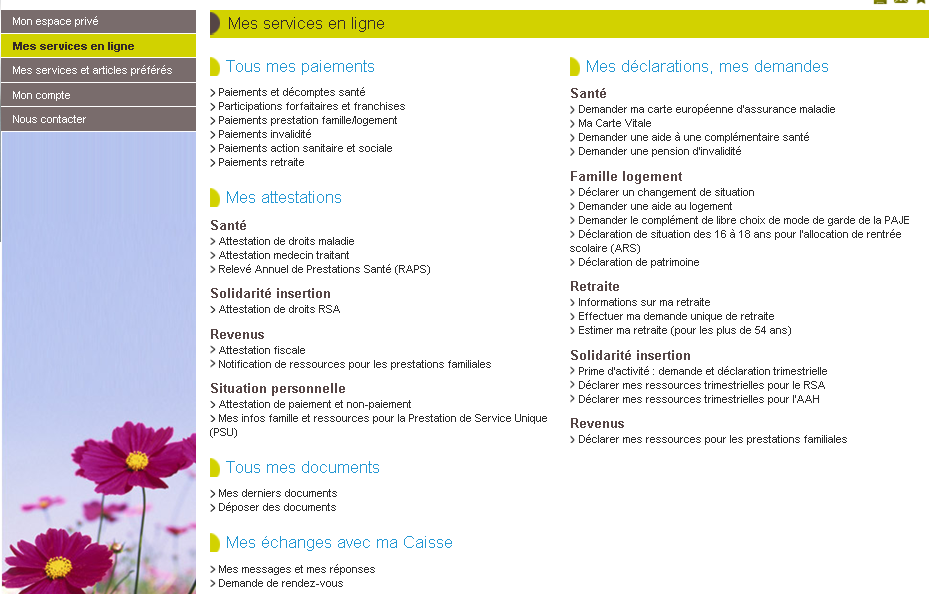 Mon espace privé
Mes services en ligne
Mes services et articles préférés
Mon compte
Nous contacter
Mes services en ligne
Tous mes paiements
Paiements et décomptes santé
Participations forfaitaires et franchises
Paiements prestation famille/logement
Paiements invalidité
Paiements action sanitaire et sociale
Paiements retraite
Mes attestations
Santé
Attestation de droits maladie
Attestation medecin traitant
Relevé Annuel de Prestations Santé (RAPS)
Solidarité insertion
Attestation de droits RSA
Revenus
Attestation fiscale
Notification de ressources pour les prestations familiales
Situation personnelle
Attestation de paiement et non-paiement
Mes infos famille et ressources pour la Prestation de Service Unique
(PSU)
Tous mes documents
Mes derniers documents
Déposer des documents
Mes échanges avec ma Caisse
Mes messages et mes réponses
Demande de rendez-vous
Mes déclarations, mes demandes
Santé
Demander ma carte européenne d'assurance maladie
Ma Carte Vitale
Demander une aide à une complémentaire santé
Demander une pension d'invalidité
Famille logement
Déclarer un changement de situation
Demander une aide au logement
Demander le complément de libre choix de mode de garde de la PAJE
Déclaration de situation des 16 à 18 ans pour l'allocation de rentrée
scolaire (ARS)
Déclaration de patrimoine
Retraite
Informations sur ma retraite
Effectuer ma demande unique de retraite
Estimer ma retraite (pour les plus de 54 ans)
Solidarité insertion
Prime d'activité : demande et déclaration trimestrielle
Déclarer mes ressources trimestrielles pour le RSA
Déclarer mes ressources trimestrielles pour l'AAH
Revenus
Déclarer mes ressources pour les prestations familiales